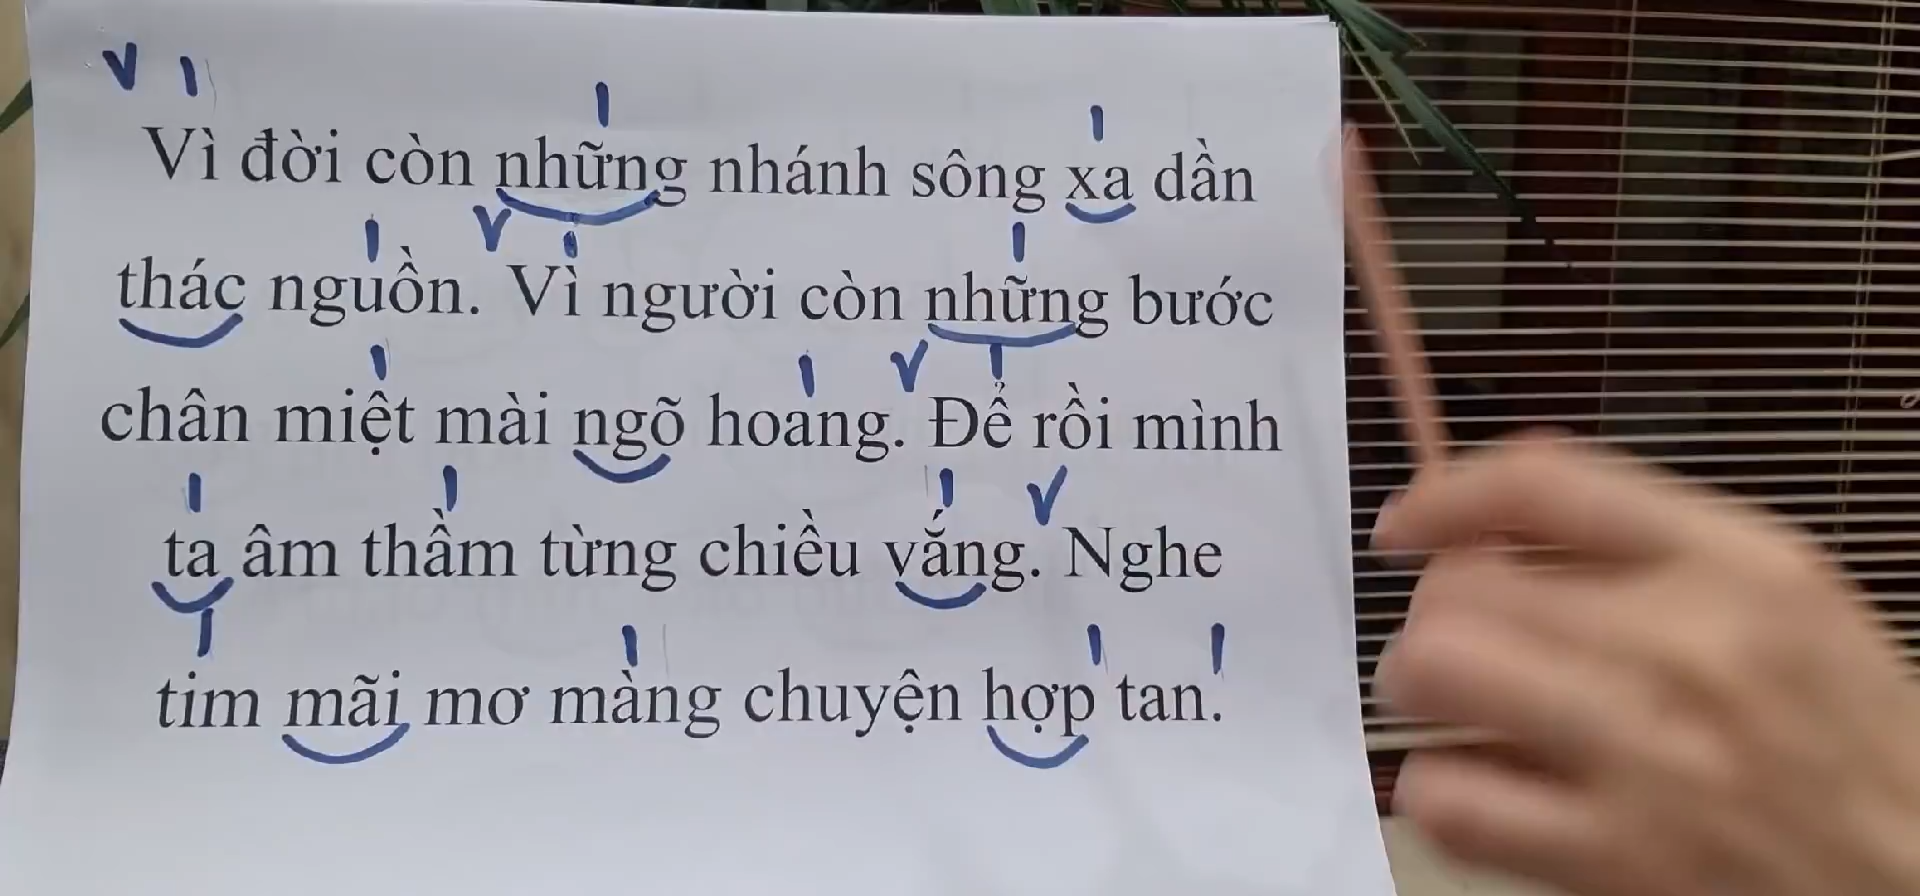 Vì đời còn những nhánh sông xa dần
thác nguồn. Vì người còn những bước
chân miệt mài ngõ hoang. Để rồi mình
ta âm thầm từng chiều vắng. Nghe
tim mãi mơ màng chuyện hợp tan.